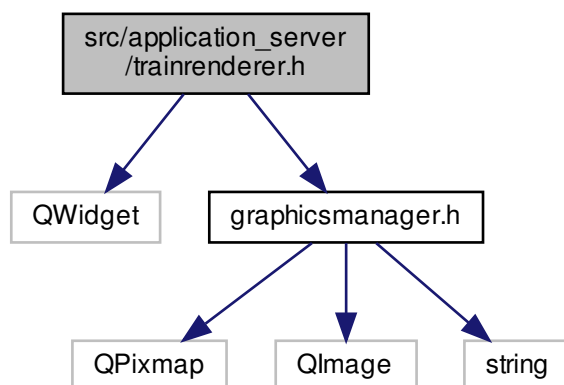 src/application_server
/trainrenderer.h
QWidget
graphicsmanager.h
QPixmap
QImage
string